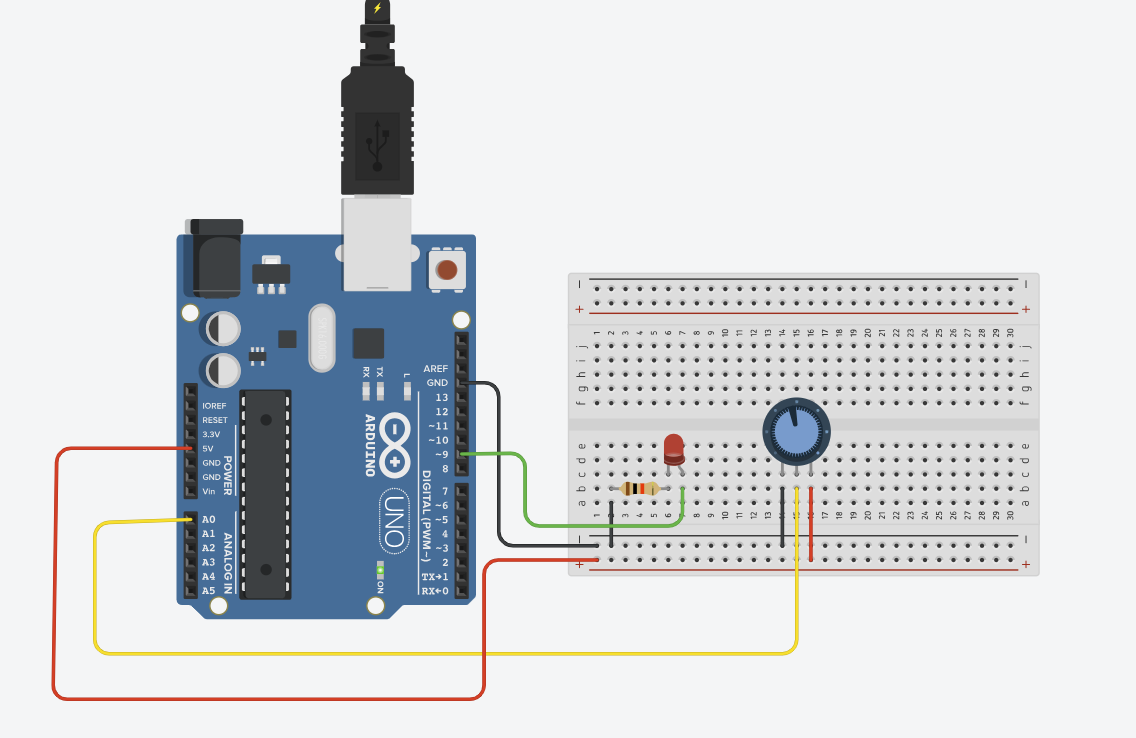 AREF
GND
13
12
~11
~10
~9
8
7
~6
~5
4
~3
2
TX→1
RX←0
DIGITAL (PWM~)
IOREF
RESET
3.3V
5V
GND
GND
Vin
POWER
A0
A1
A2
A3
A4
A5
ANALOG IN
RX
TX
L
ARDUINO
UNO
ON
− −
+ +
1 2 3 4 5 6 7 8 9 10 11 12 13 14 15 16 17 18 19 20 21 22 23 24 25 26 27 28 29 30
j j
i i
h h
g g
f f
e e
d d
c c
b b
a a
1 2 3 4 5 6 7 8 9 10 11 12 13 14 15 16 17 18 19 20 21 22 23 24 25 26 27 28 29 30
− −
+ +